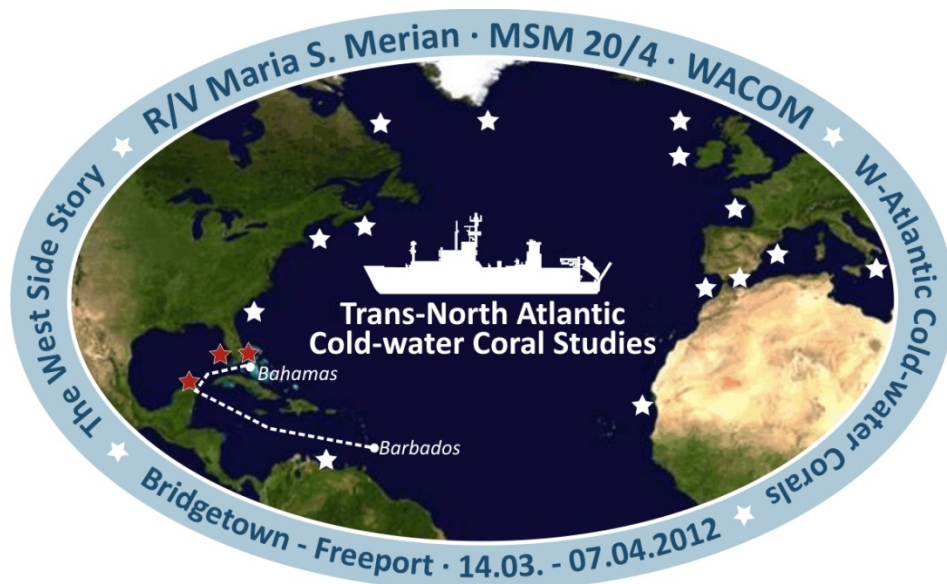 The West Side Story
R/V Maria S. Merian · MSM 20/4 · WACOM
W-Atlantic Cold-water Corals
Trans-North Atlantic
Cold-water Coral Studies
Bahamas
Barbados
Bridgetown - Freeport · 14.03. - 07.04.2012